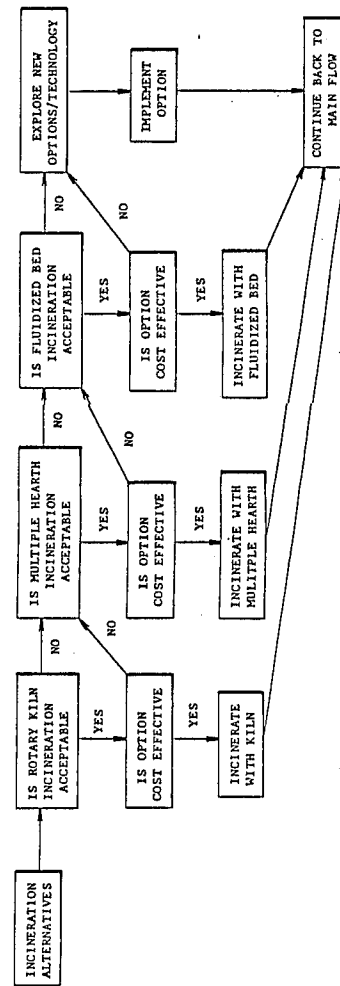 INCINERATION
ALTERNATIVES
IS ROTARY KILN
INCINERATION
ACCEPTABLE
NO
IS MULTIPLE HEARTH
INCINERATION
ACCEPTABLE
NO
IS FLUIDIZED BED
INCINERATION
ACCEPTABLE
NO
EXPLORE NEW
OPTIONS/TECHNOLOGY
YES
NO
YES
NO
YES
NO
IS OPTION
COST EFFECTIVE
IS OPTION
COST EFFECTIVE
IS OPTION
COST EFFECTIVE
IMPLEMENT
OPTION
YES
YES
YES
INCINERATE
WITH KILN
INCINERATE WITH
MULITPLE HEARTH
INCINERATE WITH
FLUIDIZED BED
CONTINUE BACK TO
MAIN FLOW